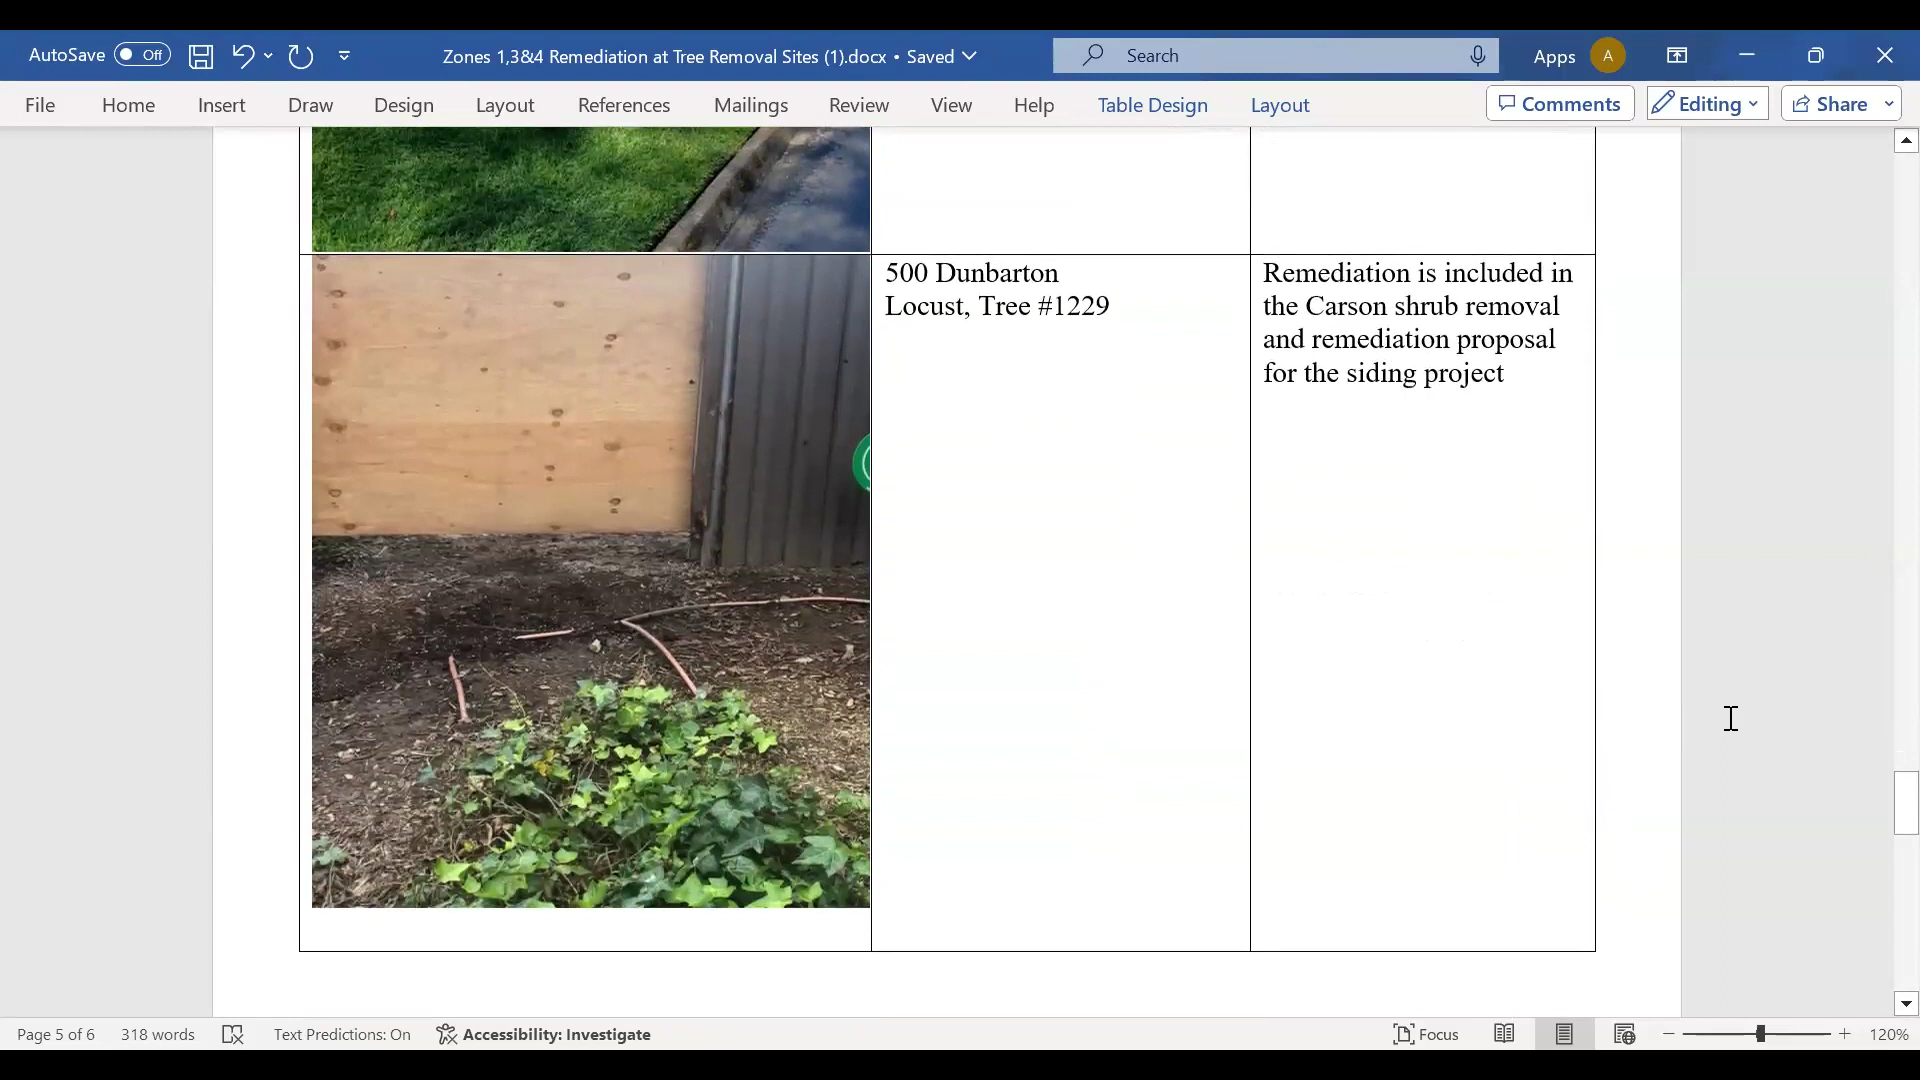 AutoSave Off
Zones 1,3&4 Remediation at Tree Removal Sites (1).docx • Saved
Search
Apps A
File Home Insert Draw Design Layout References Mailings Review View Help Table Design Layout
Comments Editing Share
500 Dunbarton
Locust, Tree #1229
Remediation is included in
the Carson shrub removal
and remediation proposal
for the siding project
Page 5 of 6 318 words Text Predictions: On Accessibility: Investigate Focus 120%